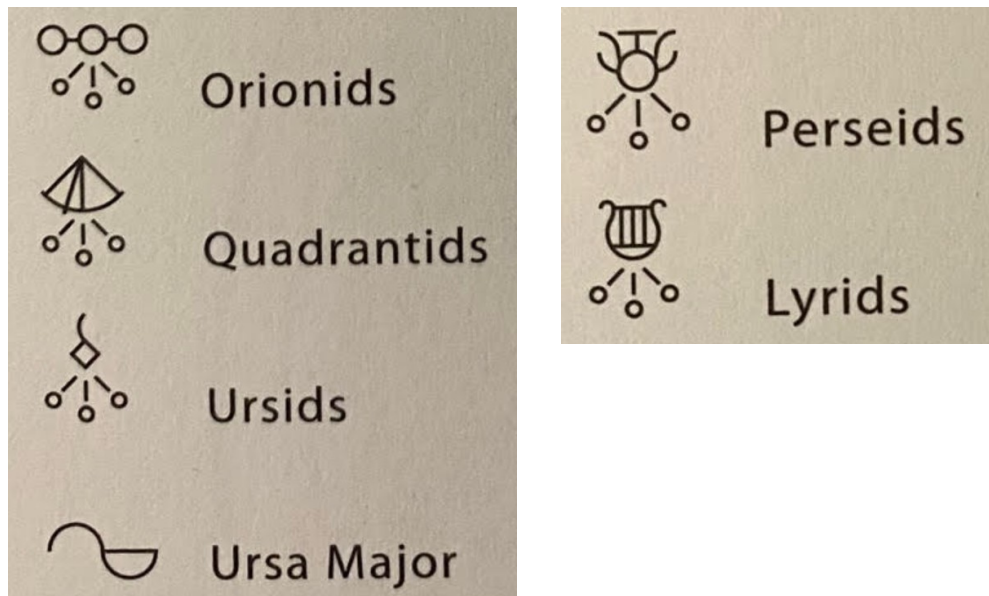 Orionids
Quadrantids
Ursids
Ursa Major
Perseids
Lyrids